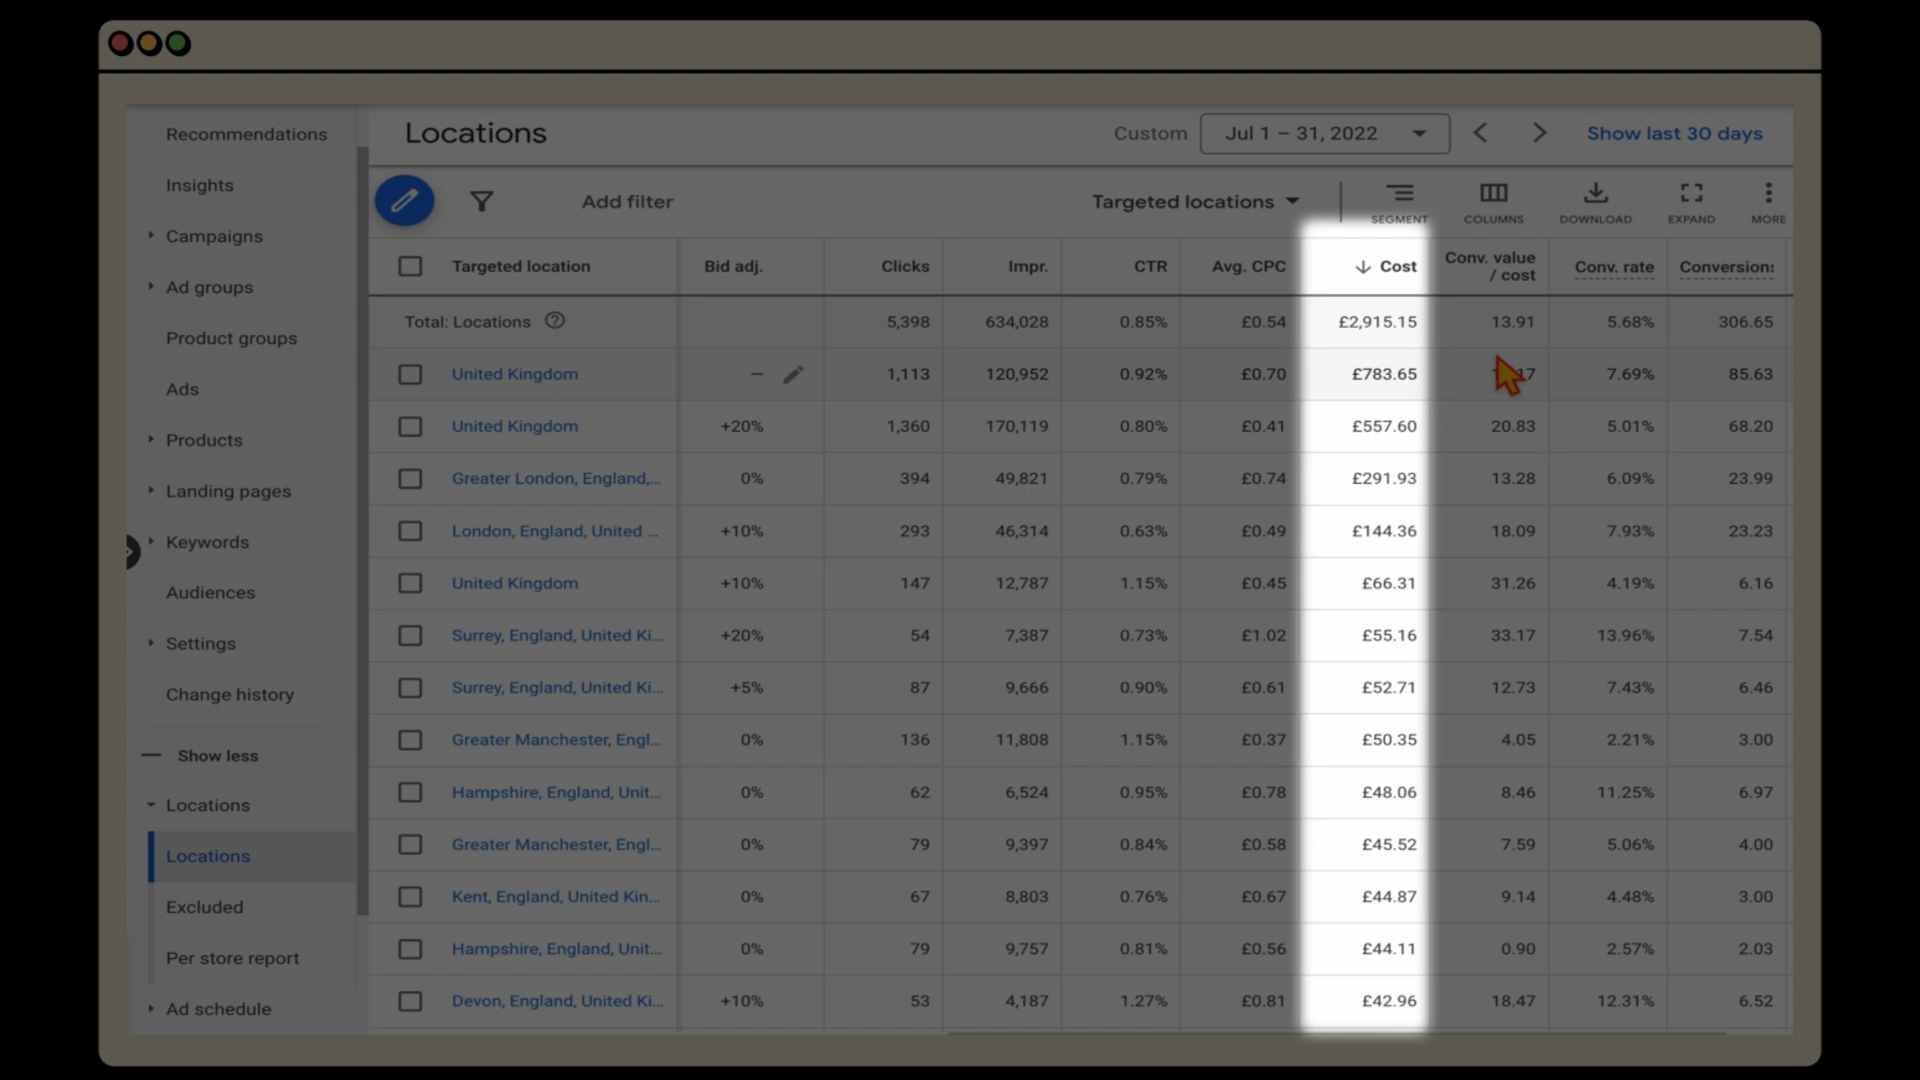 Recommendations
Insights
Campaigns
Ad groups
Product groups
Ads
Products
Landing pages
Keywords
Audiences
Settings
Change history
Show less
Locations
Locations
Excluded
Per store report
Ad schedule
Locations
Custom Jul 1 – 31, 2022 Show last 30 days
Add filter Targeted locations SEGMENT COLUMNS DOWNLOAD EXPAND MORE
Targeted location Bid adj. Clicks Impr. CTR Avg. CPC Cost Conv. value / cost Conv. rate Conversions
Total: Locations 5,398 634,028 0.85% £0.54 £2,915.15 13.91 5.68% 306.65
United Kingdom – 1,113 120,952 0.92% £0.70 £783.65 7.69% 85.63
United Kingdom +20% 1,360 170,119 0.80% £0.41 £557.60 20.83 5.01% 68.20
Greater London, England,... 0% 394 49,821 0.79% £0.74 £291.93 13.28 6.09% 23.99
London, England, United ... +10% 293 46,314 0.63% £0.49 £144.36 18.09 7.93% 23.23
United Kingdom +10% 147 12,787 1.15% £0.45 £66.31 31.26 4.19% 6.16
Surrey, England, United Ki... +20% 54 7,387 0.73% £1.02 £55.16 33.17 13.96% 7.54
Surrey, England, United Ki... +5% 87 9,666 0.90% £0.61 £52.71 12.73 7.43% 6.46
Greater Manchester, Engl... 0% 136 11,808 1.15% £0.37 £50.35 4.05 2.21% 3.00
Hampshire, England, Unit... 0% 62 6,524 0.95% £0.78 £48.06 8.46 11.25% 6.97
Greater Manchester, Engl... 0% 79 9,397 0.84% £0.58 £45.52 7.59 5.06% 4.00
Kent, England, United Kin... 0% 67 8,803 0.76% £0.67 £44.87 9.14 4.48% 3.00
Hampshire, England, Unit... 0% 79 9,757 0.81% £0.56 £44.11 0.90 2.57% 2.03
Devon, England, United Ki... +10% 53 4,187 1.27% £0.81 £42.96 18.47 12.31% 6.52